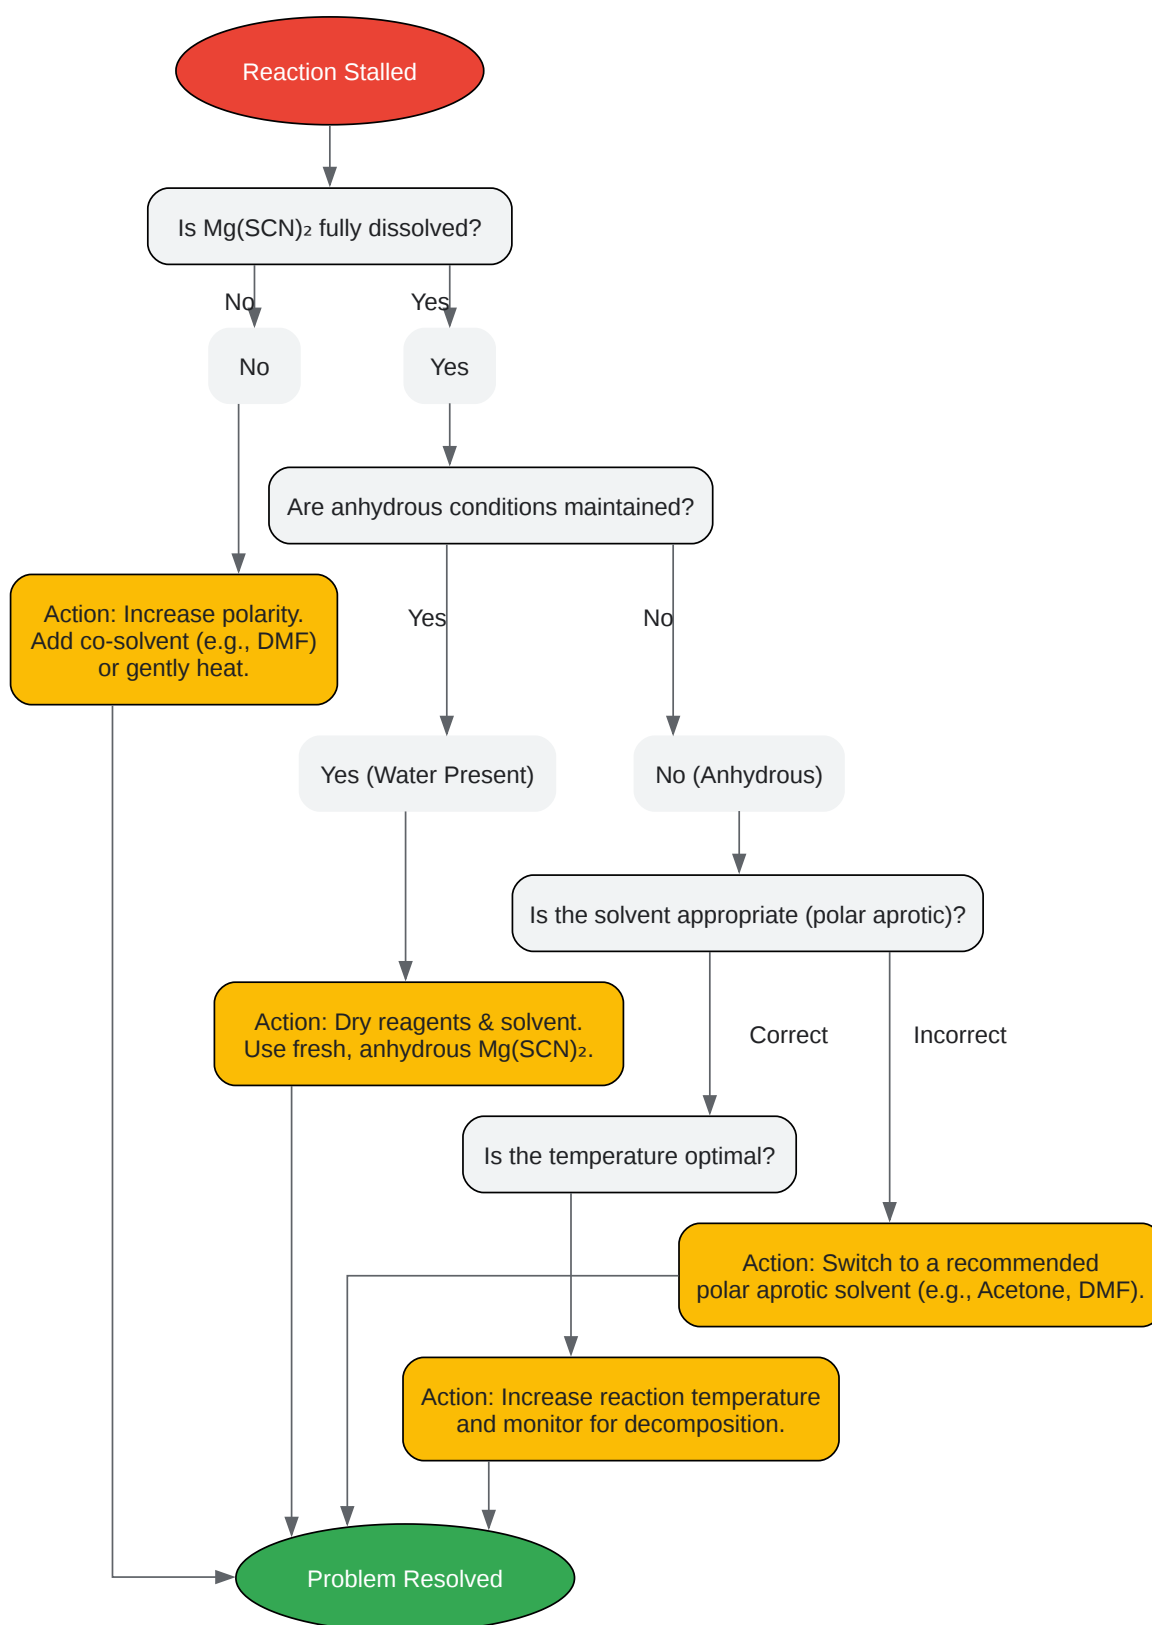 Reaction Stalled
Is Mg(SCN)₂ fully dissolved?
No
Yes
No
Yes
Are anhydrous conditions maintained?
Action: Increase polarity.
Add co-solvent (e.g., DMF)
or gently heat.
Yes
No
Yes (Water Present)
No (Anhydrous)
Is the solvent appropriate (polar aprotic)?
Action: Dry reagents & solvent.
Use fresh, anhydrous Mg(SCN)₂.
Correct
Incorrect
Is the temperature optimal?
Action: Switch to a recommended
polar aprotic solvent (e.g., Acetone, DMF).
Action: Increase reaction temperature
and monitor for decomposition.
Problem Resolved